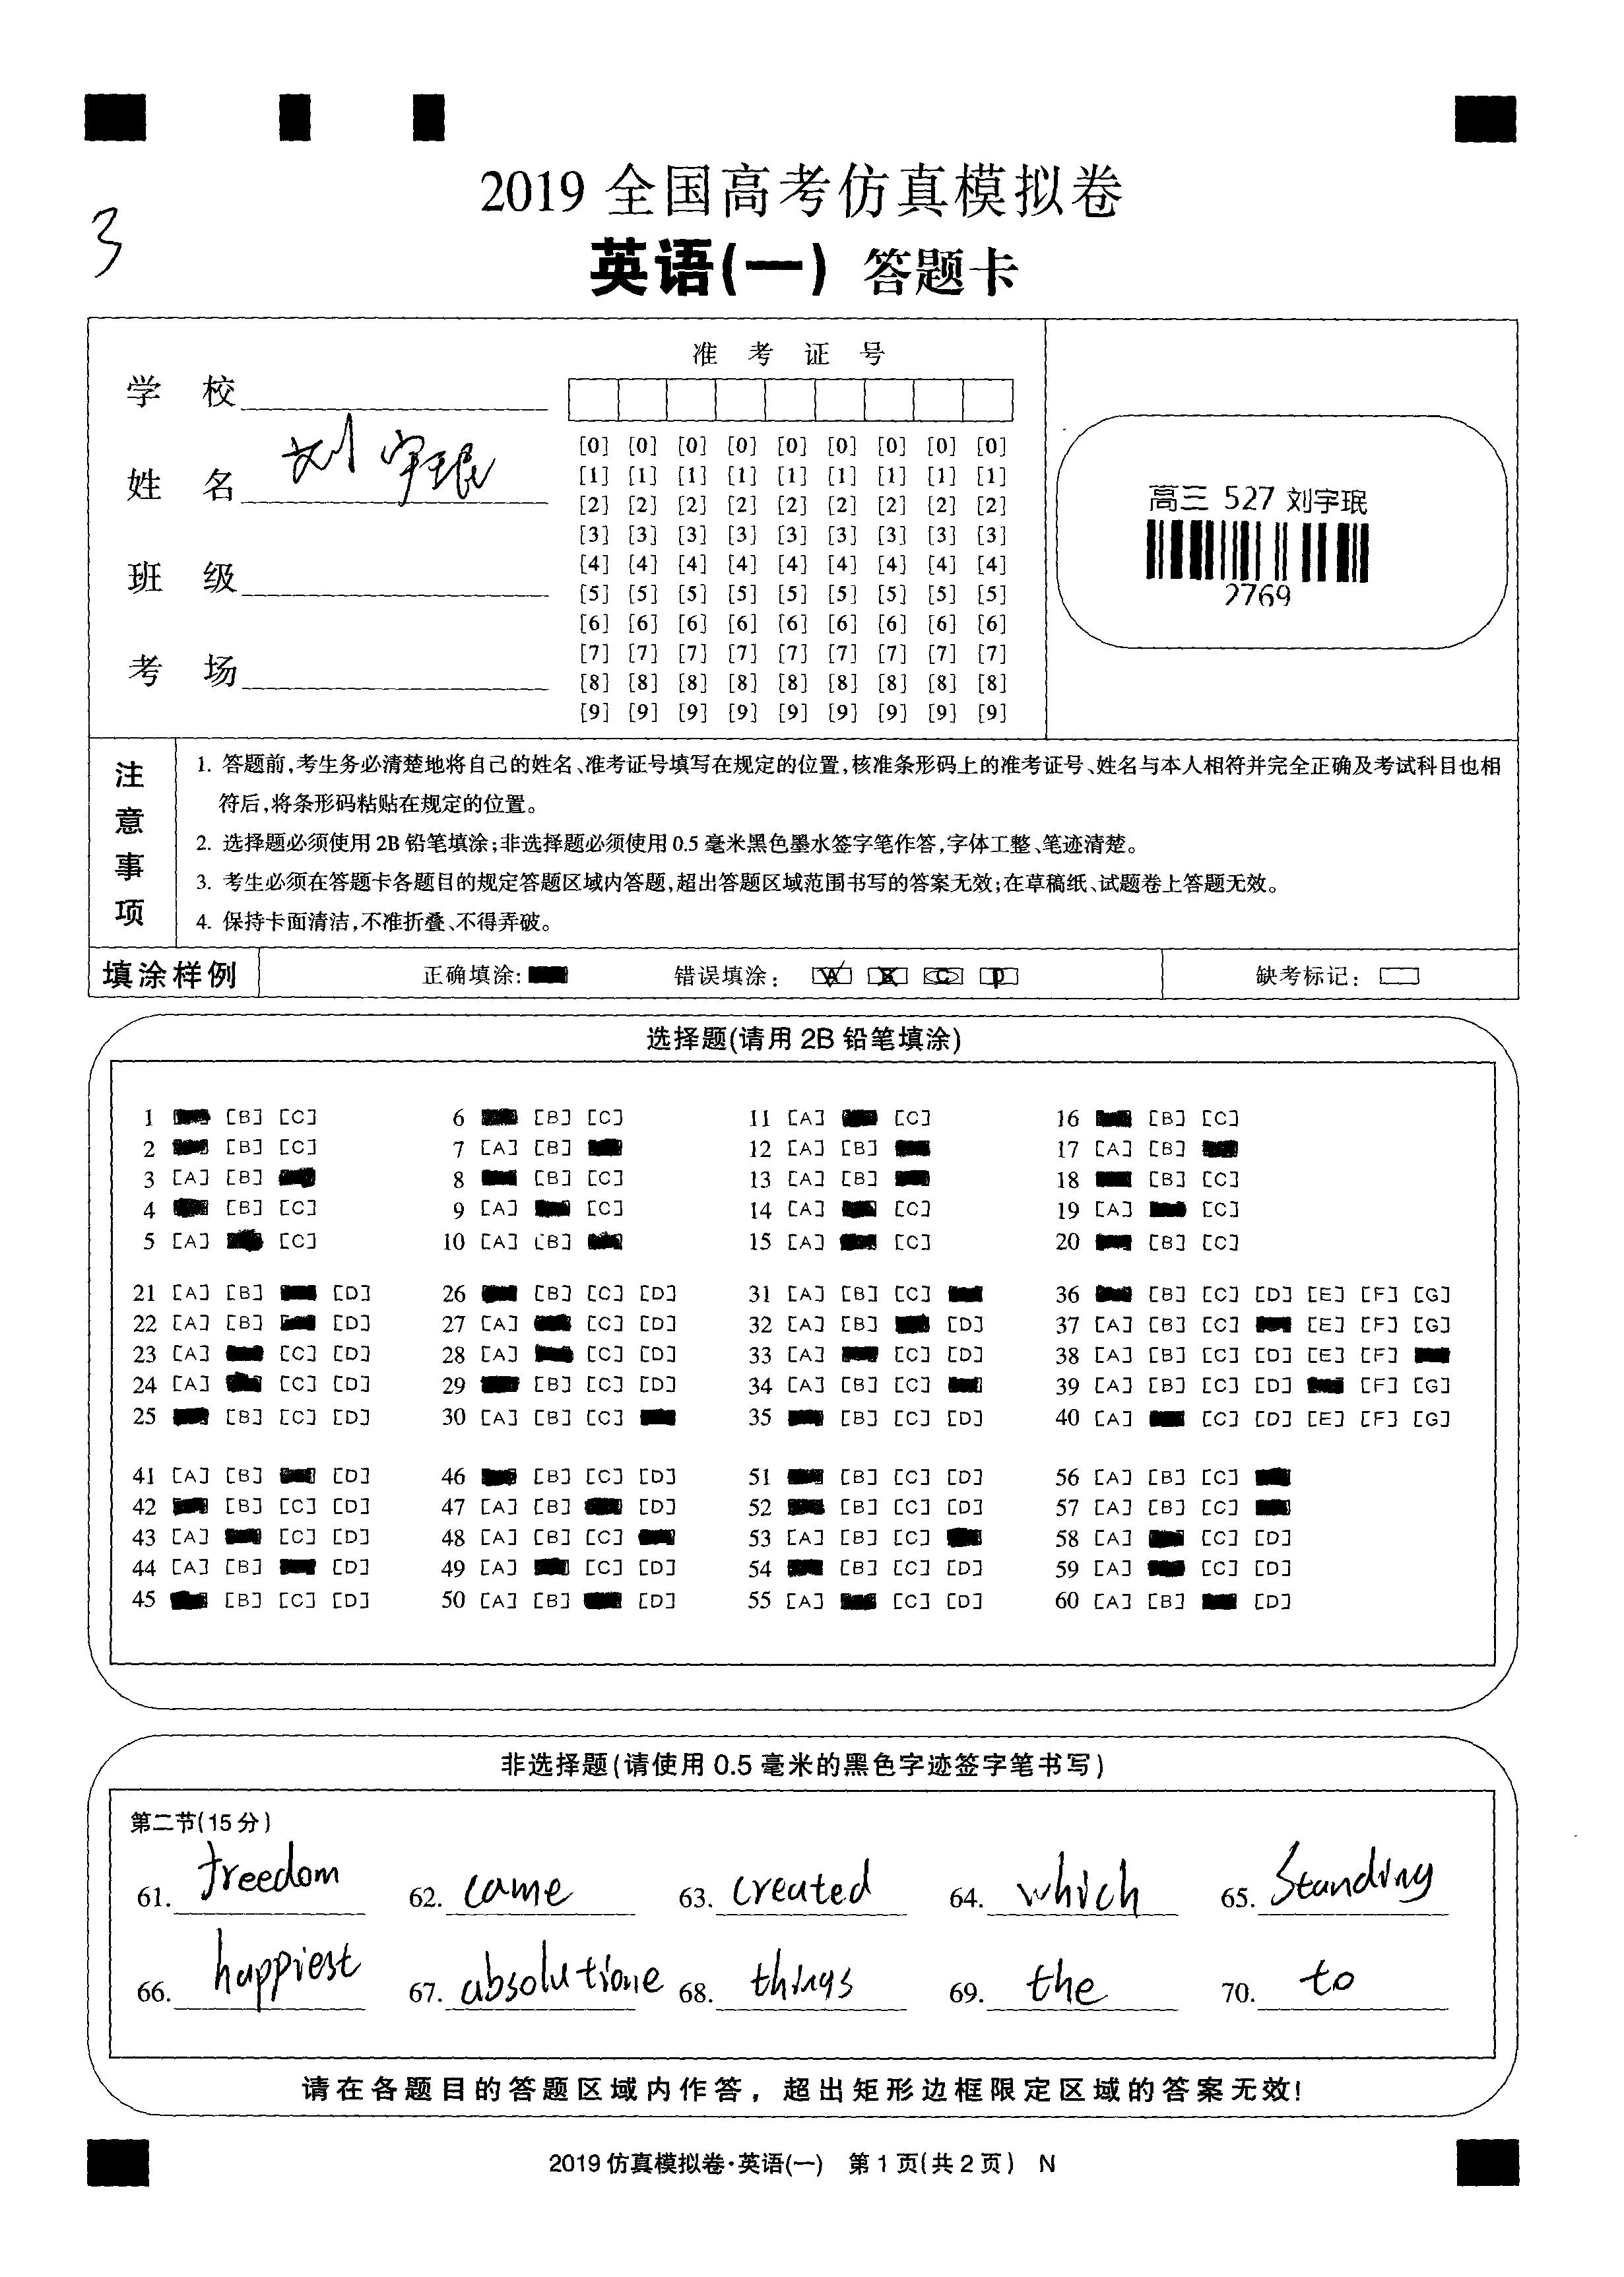 2019 全国高考仿真模拟卷
3
英语(一) 答题卡
准 考 证 号
学 校
姓 名 刘宇珉
班 级
考 场
[0] [0] [0] [0] [0] [0] [0] [0] [0]
[1] [1] [1] [1] [1] [1] [1] [1] [1]
[2] [2] [2] [2] [2] [2] [2] [2] [2]
[3] [3] [3] [3] [3] [3] [3] [3] [3]
[4] [4] [4] [4] [4] [4] [4] [4] [4]
[5] [5] [5] [5] [5] [5] [5] [5] [5]
[6] [6] [6] [6] [6] [6] [6] [6] [6]
[7] [7] [7] [7] [7] [7] [7] [7] [7]
[8] [8] [8] [8] [8] [8] [8] [8] [8]
[9] [9] [9] [9] [9] [9] [9] [9] [9]
高三 527 刘宇珉
2769
注意事项
1. 答题前,考生务必清楚地将自己的姓名、准考证号填写在规定的位置,核准条形码上的准考证号、姓名与本人相符并完全正确及考试科目也相
符后,将条形码粘贴在规定的位置。
2. 选择题必须使用2B铅笔填涂;非选择题必须使用0.5毫米黑色墨水签字笔作答,字体工整、笔迹清楚。
3. 考生必须在答题卡各题目的规定答题区域内答题,超出答题区域范围书写的答案无效;在草稿纸、试题卷上答题无效。
4. 保持卡面清洁,不准折叠、不得弄破。
填涂样例 正确填涂: 错误填涂: A B C D 缺考标记:
选择题(请用 2B 铅笔填涂)
1 [B] [C] 6 [B] [C] 11 [A] [C] 16 [B] [C]
2 [B] [C] 7 [A] [B] 12 [A] [B] 17 [A] [B]
3 [A] [B] 8 [B] [C] 13 [A] [B] 18 [B] [C]
4 [B] [C] 9 [A] [C] 14 [A] [C] 19 [A] [C]
5 [A] [C] 10 [A] [B] 15 [A] [C] 20 [B] [C]
21 [A] [B] [D] 26 [B] [C] [D] 31 [A] [B] [C] 36 [B] [C] [D] [E] [F] [G]
22 [A] [B] [D] 27 [A] [C] [D] 32 [A] [B] [D] 37 [A] [B] [C] [E] [F] [G]
23 [A] [C] [D] 28 [A] [C] [D] 33 [A] [C] [D] 38 [A] [B] [C] [D] [E] [F]
24 [A] [C] [D] 29 [B] [C] [D] 34 [A] [B] [C] 39 [A] [B] [C] [D] [F] [G]
25 [B] [C] [D] 30 [A] [B] [C] 35 [B] [C] [D] 40 [A] [C] [D] [E] [F] [G]
41 [A] [B] [D] 46 [B] [C] [D] 51 [B] [C] [D] 56 [A] [B] [C]
42 [B] [C] [D] 47 [A] [B] [D] 52 [B] [C] [D] 57 [A] [B] [C]
43 [A] [C] [D] 48 [A] [B] [C] 53 [A] [B] [C] 58 [A] [C] [D]
44 [A] [B] [D] 49 [A] [C] [D] 54 [B] [C] [D] 59 [A] [C] [D]
45 [B] [C] [D] 50 [A] [B] [D] 55 [A] [C] [D] 60 [A] [B] [D]
非选择题(请使用 0.5 毫米的黑色字迹签字笔书写)
第二节(15分)
61. freedom 62. came 63. created 64. which 65. Standing
66. happiest 67. absolutione 68. things 69. the 70. to
请在各题目的答题区域内作答，超出矩形边框限定区域的答案无效!
2019 仿真模拟卷·英语(一) 第 1 页(共 2 页) N